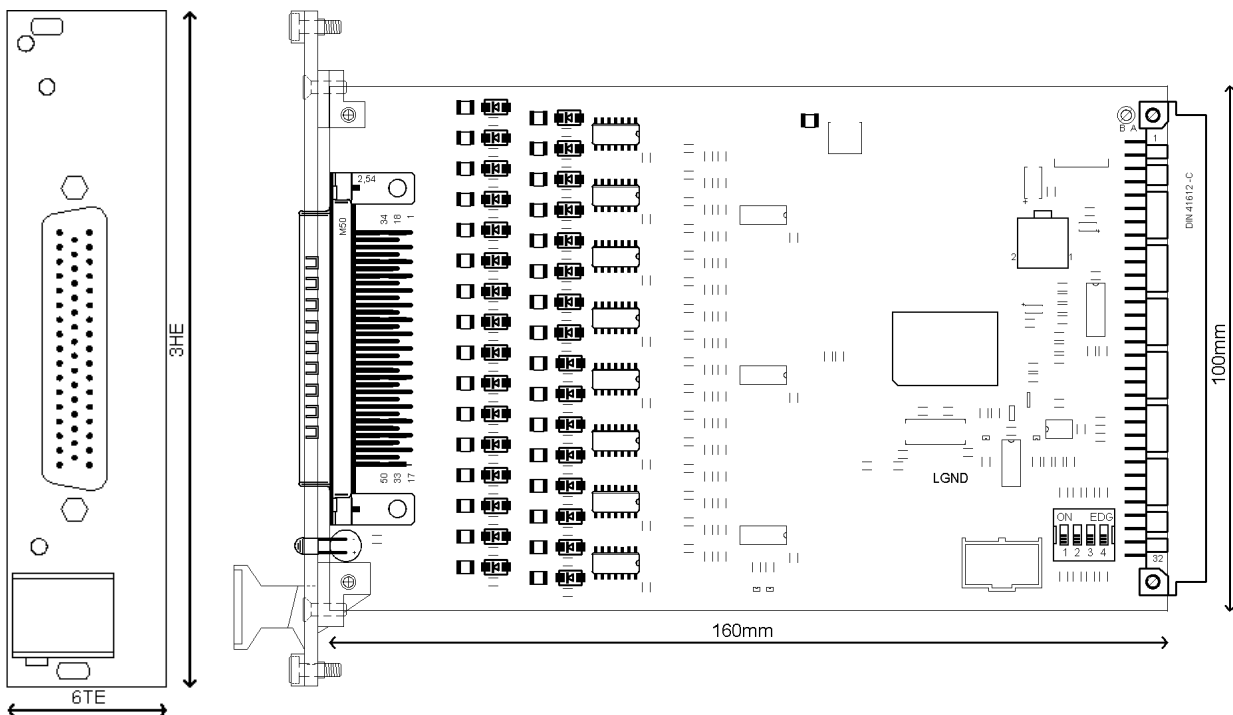 3HE
6TE
2,54
M50
34 18 1
50 33 17
B A
1
DIN 41612 -C
2 1
100mm
LGND
ON EDG
1 2 3 4
32
160mm